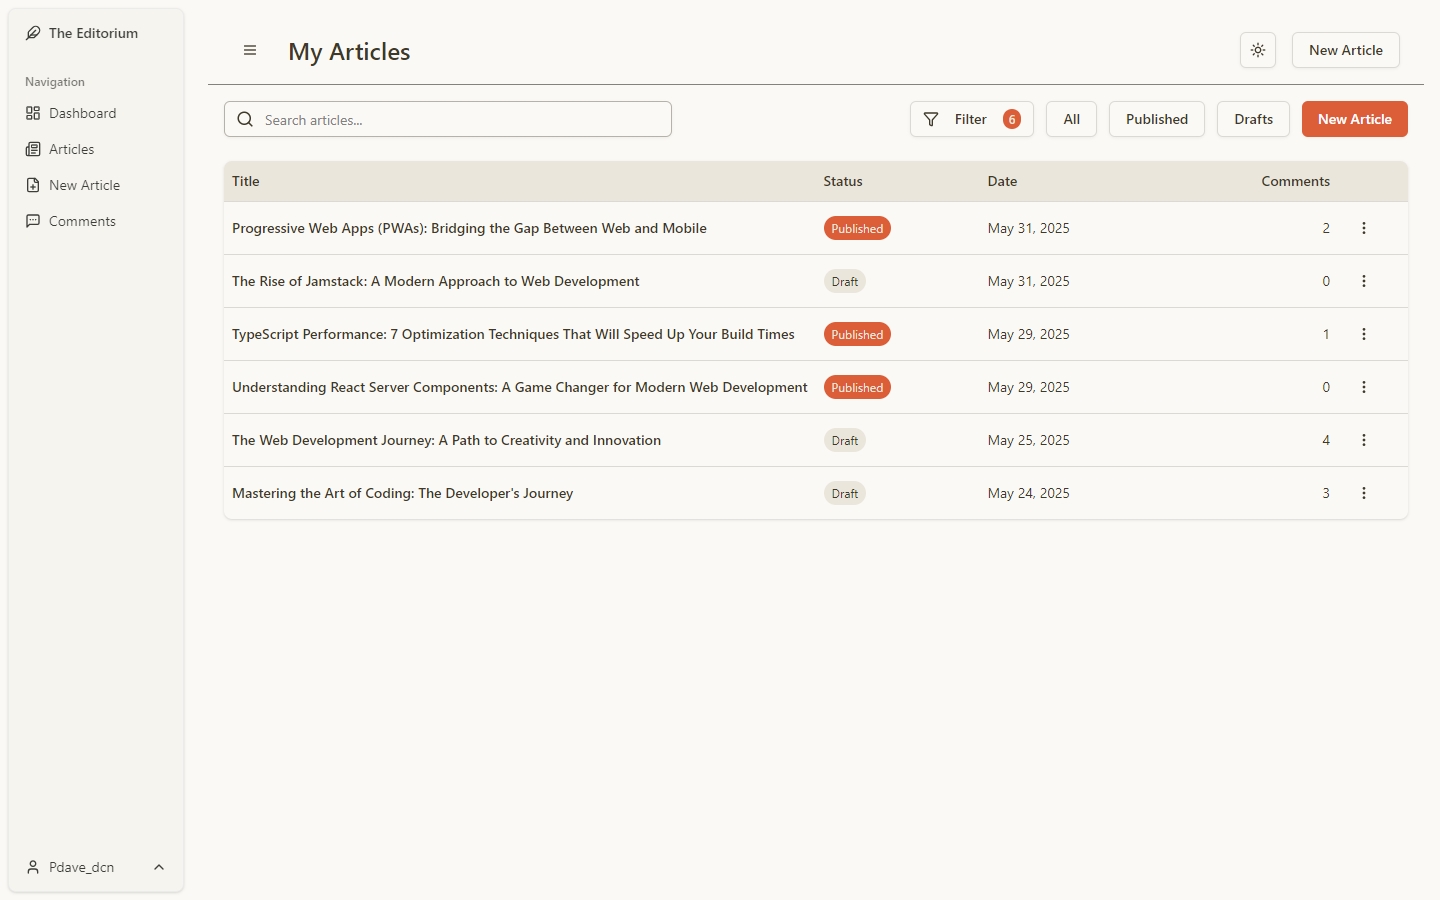 The Editorium
Navigation
Dashboard
Articles
New Article
Comments
Pdave_dcn
My Articles
New Article
Search articles...
Filter 6
All
Published
Drafts
New Article
Title Status Date Comments
Progressive Web Apps (PWAs): Bridging the Gap Between Web and Mobile Published May 31, 2025 2
The Rise of Jamstack: A Modern Approach to Web Development Draft May 31, 2025 0
TypeScript Performance: 7 Optimization Techniques That Will Speed Up Your Build Times Published May 29, 2025 1
Understanding React Server Components: A Game Changer for Modern Web Development Published May 29, 2025 0
The Web Development Journey: A Path to Creativity and Innovation Draft May 25, 2025 4
Mastering the Art of Coding: The Developer's Journey Draft May 24, 2025 3